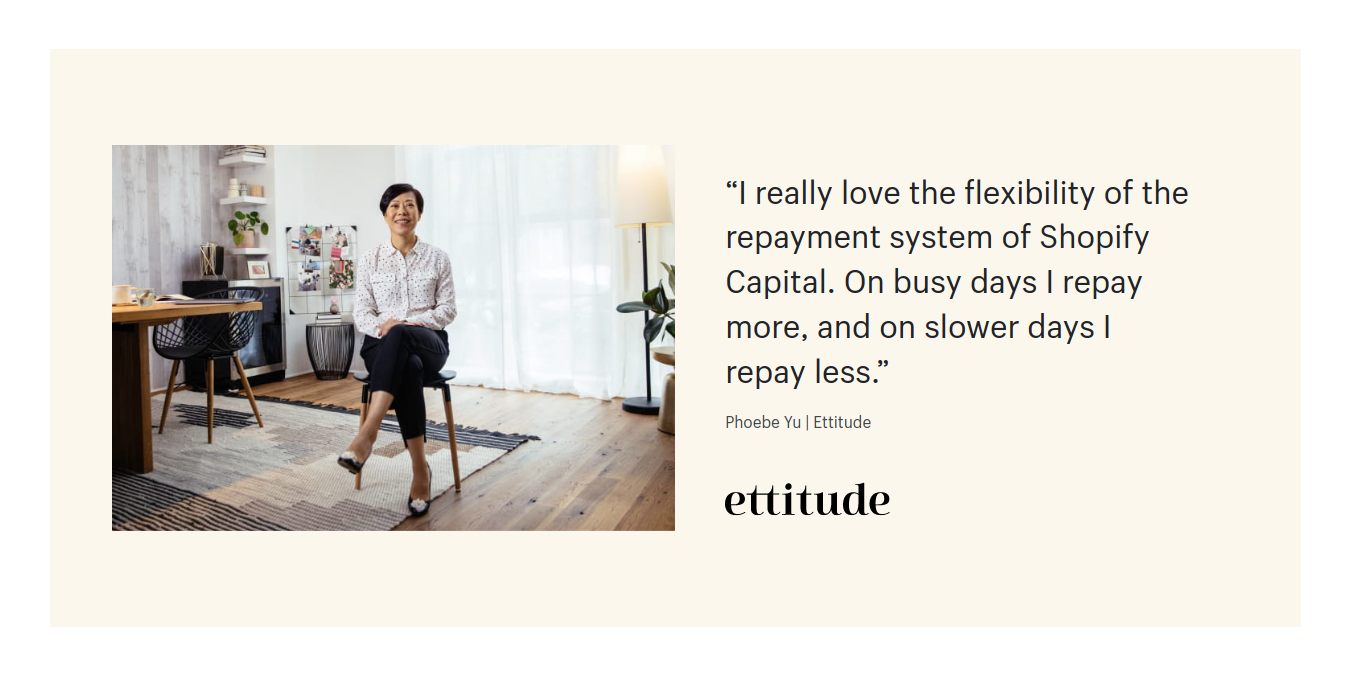 “I really love the flexibility of the
repayment system of Shopify
Capital. On busy days I repay
more, and on slower days I
repay less.”
Phoebe Yu | Ettitude
ettitude